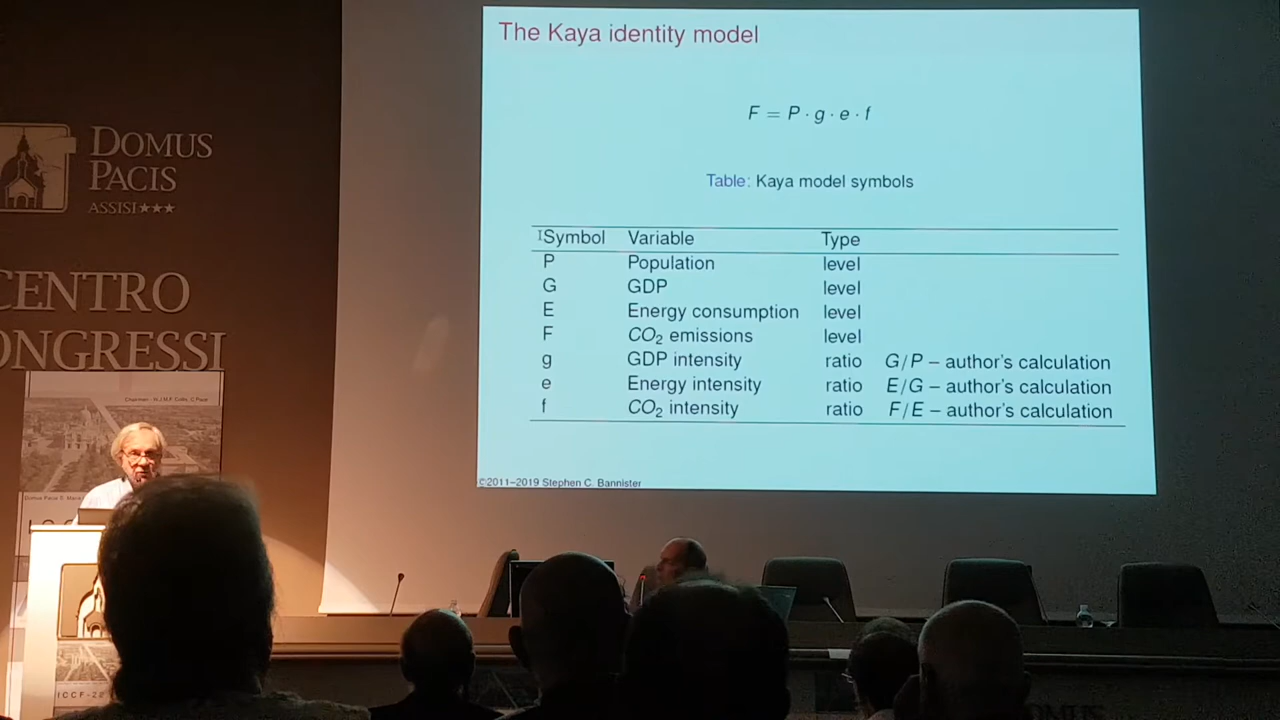 The Kaya identity model
F = P · g · e · f
Table: Kaya model symbols
Symbol Variable Type
P Population level
G GDP level
E Energy consumption level
F CO₂ emissions level
g GDP intensity ratio G/P – author's calculation
e Energy intensity ratio E/G – author's calculation
f CO₂ intensity ratio F/E – author's calculation
©2011–2019 Stephen C. Bannister
DOMUS
PACIS
ASSISI★★★
CENTRO
ONGRESSI
ICCF-22